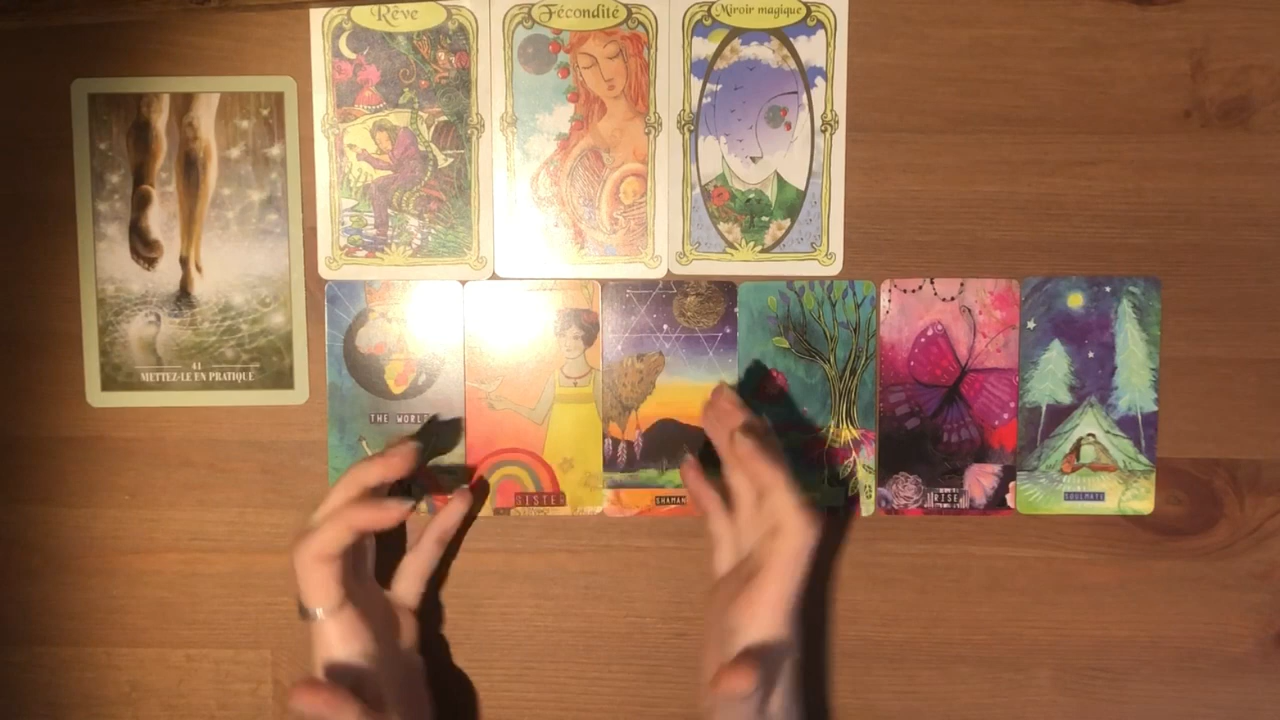 Rêve
Fécondité
Miroir magique
41
METTEZ-LE EN PRATIQUE
THE WORLD
SISTER
SHAMAN
RISE
SOULMATE